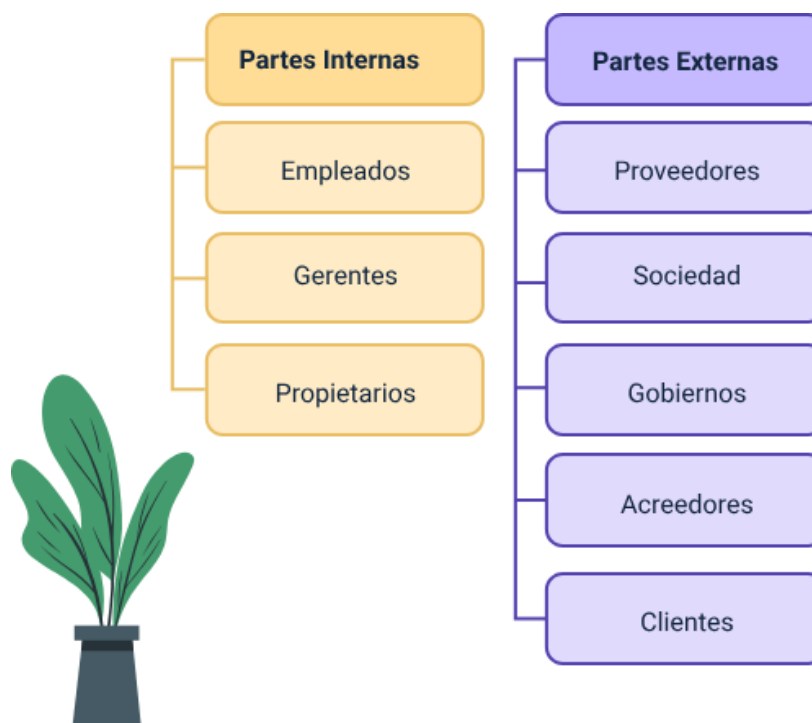 Partes Internas
Empleados
Gerentes
Propietarios
Partes Externas
Proveedores
Sociedad
Gobiernos
Acreedores
Clientes